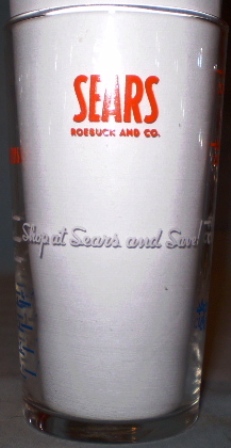 SEARS
ROEBUCK AND CO.
Shop at Sears and Save